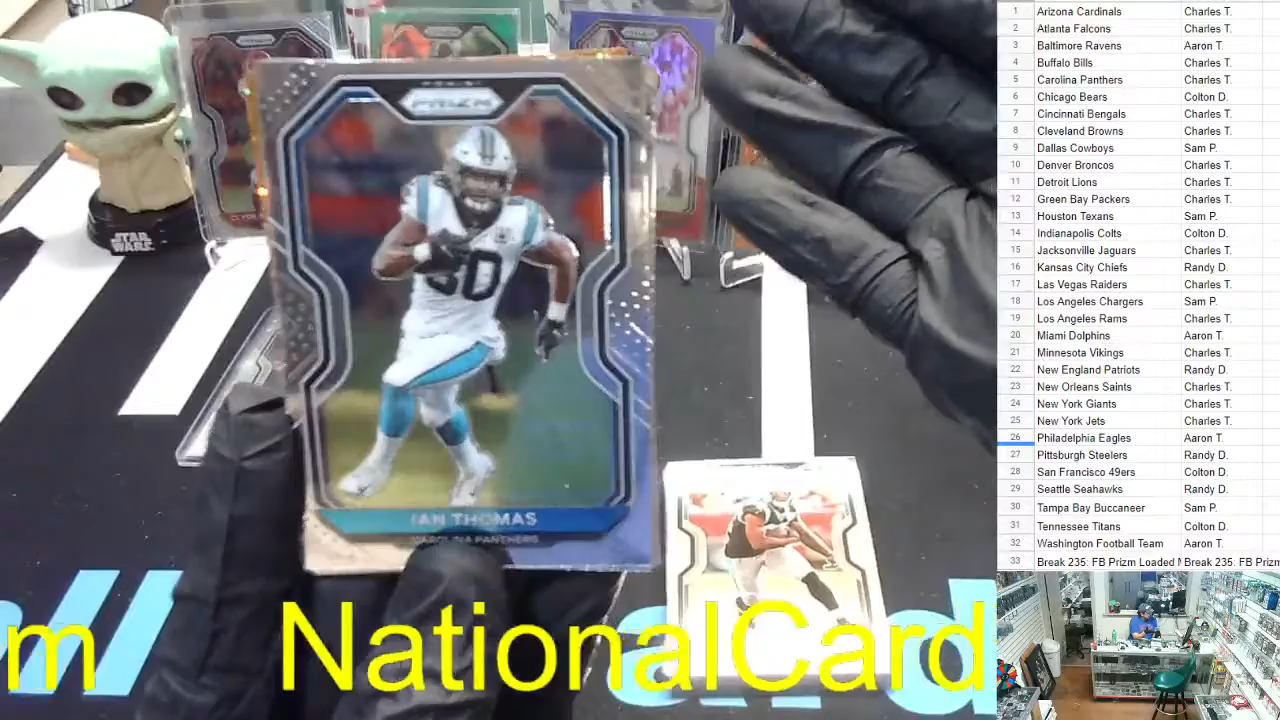 PRIZM
80
IAN THOMAS
CAROLINA PANTHERS
STAR
WARS
m NationalCard
1 Arizona Cardinals Charles T.
2 Atlanta Falcons Charles T.
3 Baltimore Ravens Aaron T.
4 Buffalo Bills Charles T.
5 Carolina Panthers Charles T.
6 Chicago Bears Colton D.
7 Cincinnati Bengals Charles T.
8 Cleveland Browns Charles T.
9 Dallas Cowboys Sam P.
10 Denver Broncos Charles T.
11 Detroit Lions Charles T.
12 Green Bay Packers Charles T.
13 Houston Texans Sam P.
14 Indianapolis Colts Colton D.
15 Jacksonville Jaguars Charles T.
16 Kansas City Chiefs Randy D.
17 Las Vegas Raiders Charles T.
18 Los Angeles Chargers Sam P.
19 Los Angeles Rams Charles T.
20 Miami Dolphins Aaron T.
21 Minnesota Vikings Charles T.
22 New England Patriots Randy D.
23 New Orleans Saints Charles T.
24 New York Giants Charles T.
25 New York Jets Charles T.
26 Philadelphia Eagles Aaron T.
27 Pittsburgh Steelers Randy D.
28 San Francisco 49ers Colton D.
29 Seattle Seahawks Randy D.
30 Tampa Bay Buccaneer Sam P.
31 Tennessee Titans Colton D.
32 Washington Football Team Aaron T.
33 Break 235: FB Prizm Loaded Break 235: FB Prizm